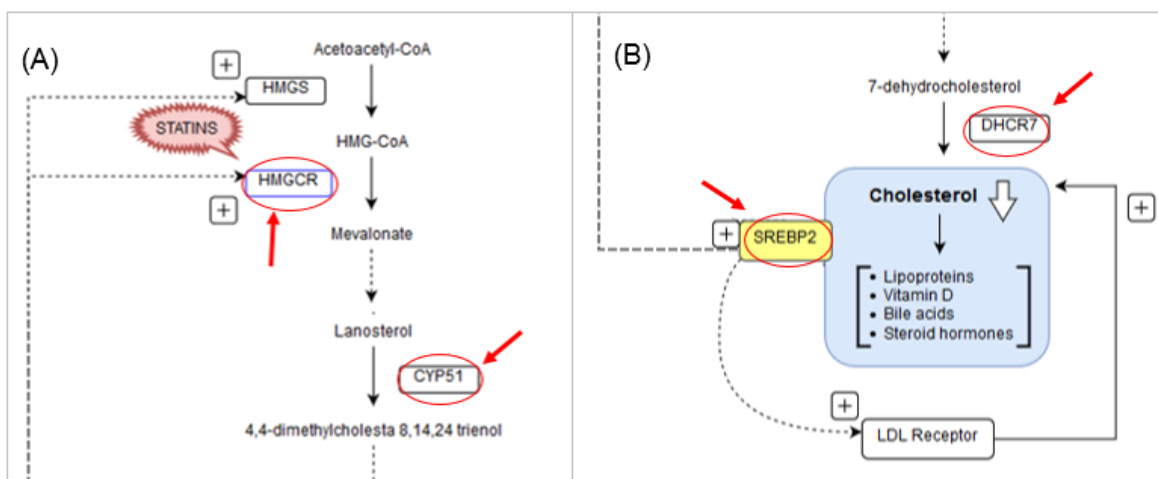 (A)
Acetoacetyl-CoA
+
HMGS
STATINS
HMG-CoA
HMGCR
+
Mevalonate
Lanosterol
CYP51
4,4-dimethylcholesta 8,14,24 trienol
(B)
7-dehydrocholesterol
DHCR7
Cholesterol
+
+
SREBP2
• Lipoproteins
• Vitamin D
• Bile acids
• Steroid hormones
+
LDL Receptor